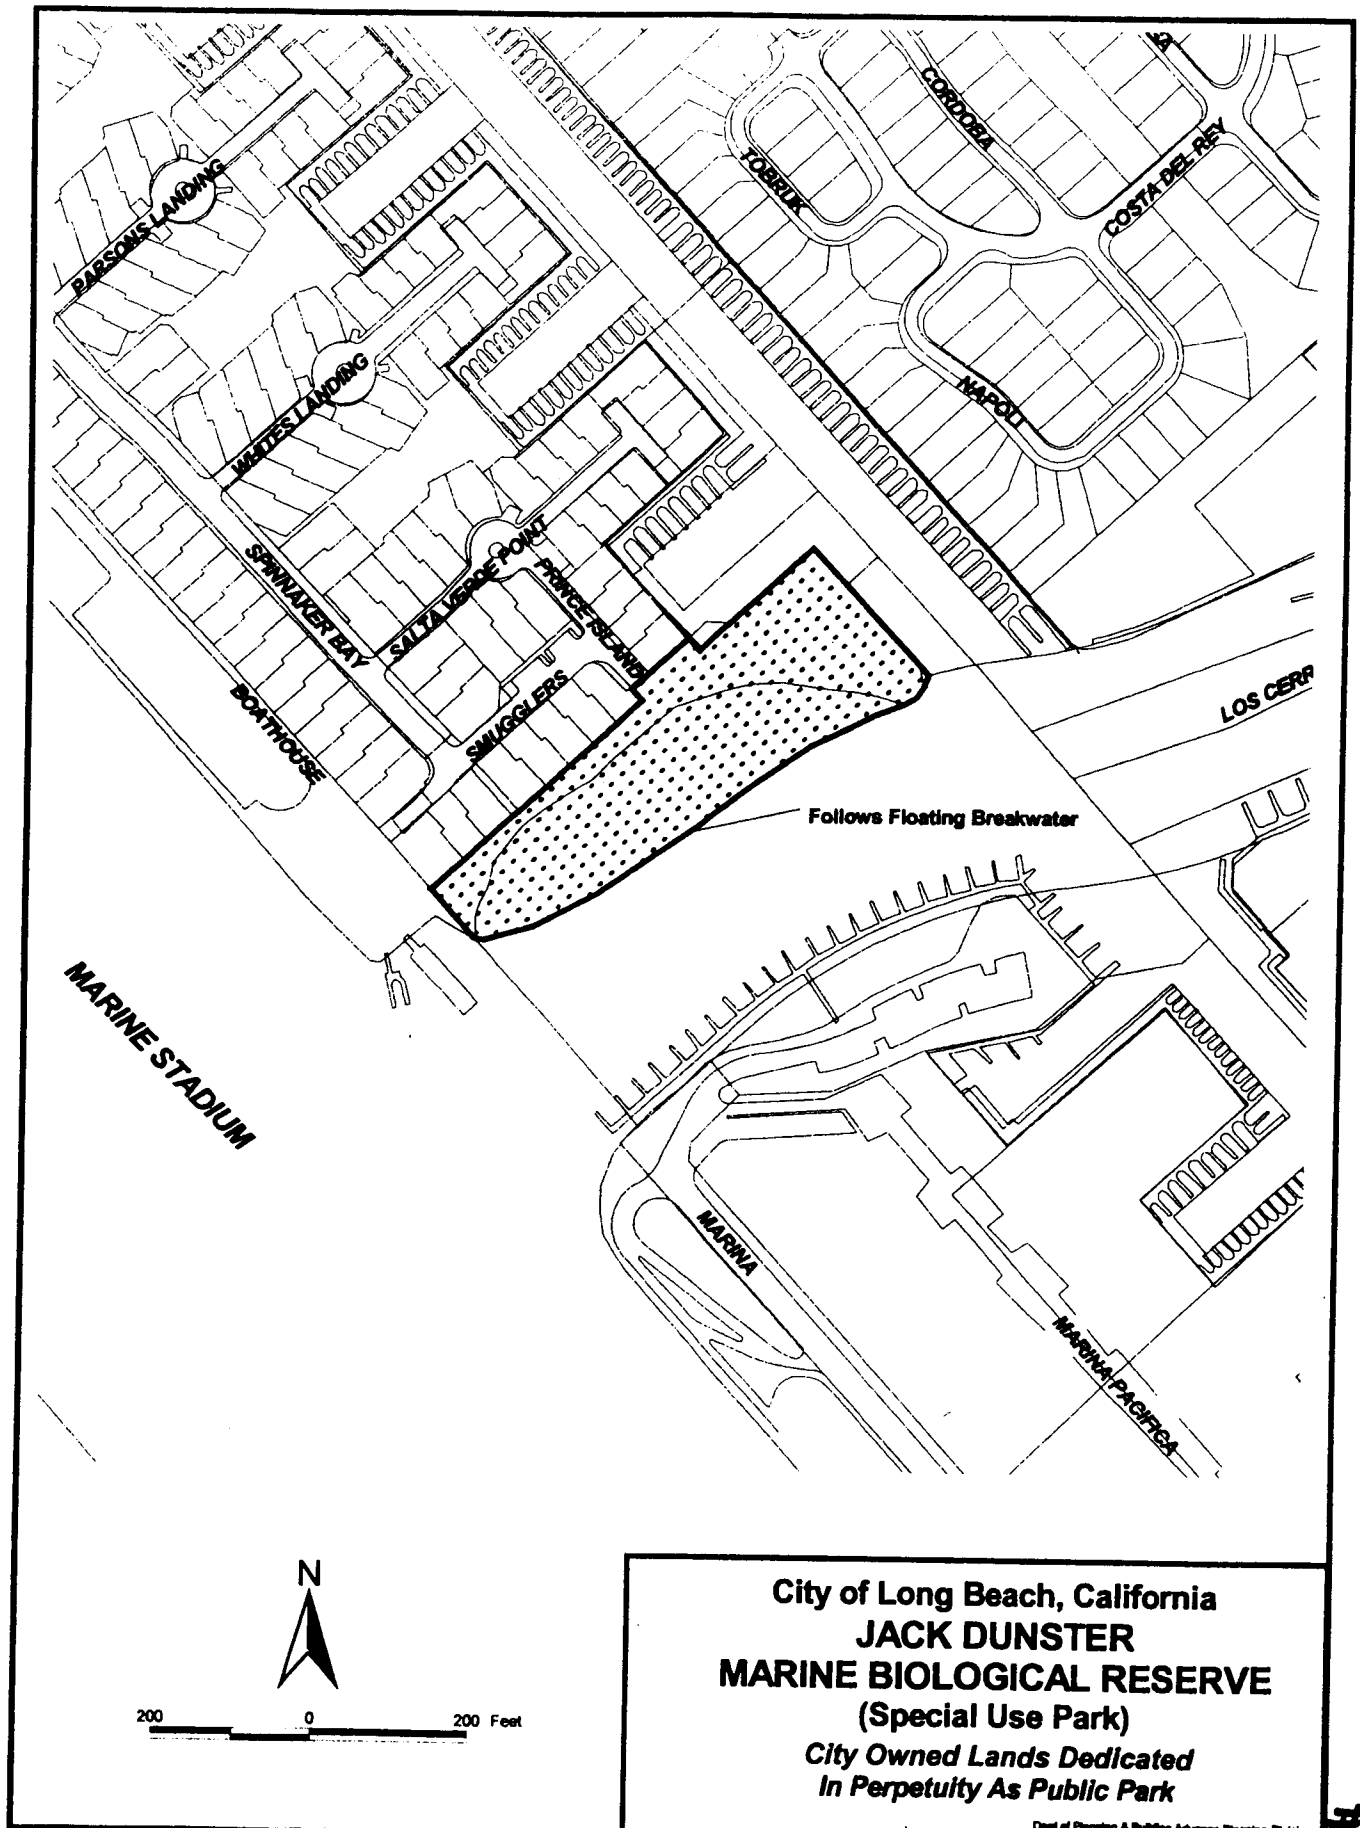 CORDOBA
TOBRUK
COSTA DEL REY
PARSONS LANDING
NAPOLI
WHITES LANDING
SPINNAKER BAY
SALTA VERDE POINT
PRINCE ISLAND
SMUGGLERS
BOATHOUSE
LOS CERR
Follows Floating Breakwater
MARINE STADIUM
MARINA
MARINA PACIFICA
N
200 0 200 Feet
City of Long Beach, California
JACK DUNSTER
MARINE BIOLOGICAL RESERVE
(Special Use Park)
City Owned Lands Dedicated
In Perpetuity As Public Park